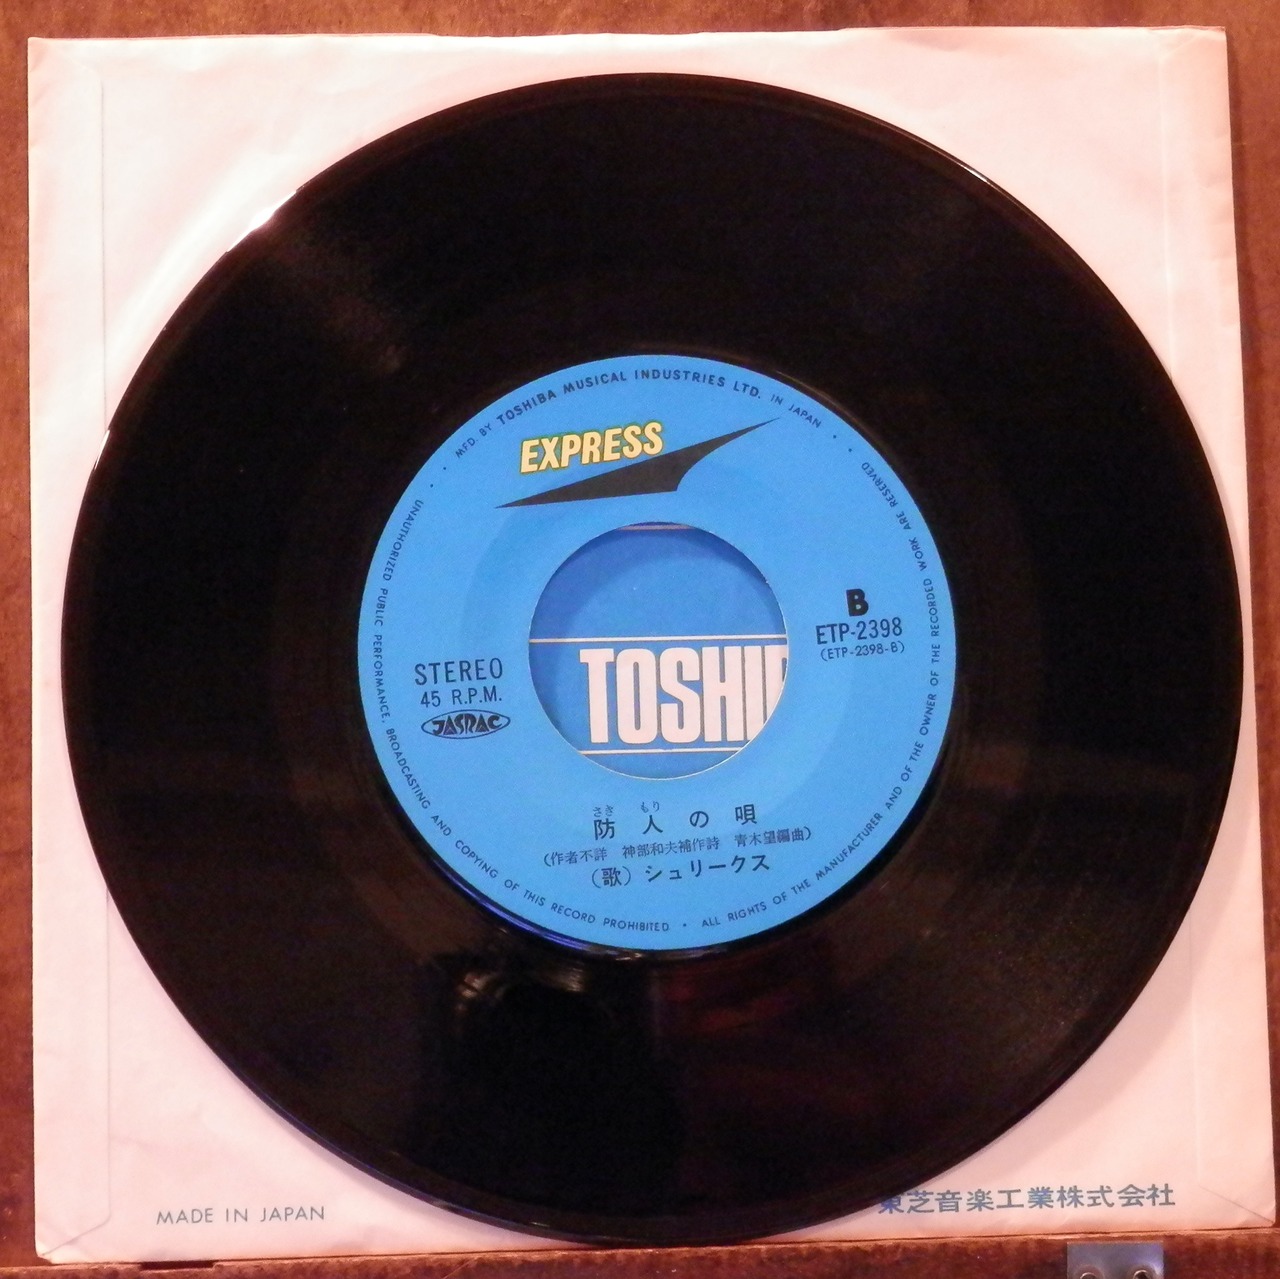 MFD. BY TOSHIBA MUSICAL INDUSTRIES LTD. IN JAPAN
EXPRESS
B
ETP-2398
(ETP-2398-B)
STEREO
45 R.P.M.
JASRAC
TOSHI
さき もり
防人の唄
(作者不詳 神部和夫補作詩 青木望編曲)
(歌) シュリークス
UNAUTHORIZED PUBLIC PERFORMANCE, BROADCASTING AND COPYING OF THIS RECORD PROHIBITED • ALL RIGHTS OF THE MANUFACTURER AND OF THE OWNER OF THE RECORDED WORK ARE RESERVED
MADE IN JAPAN
東芝音楽工業株式会社